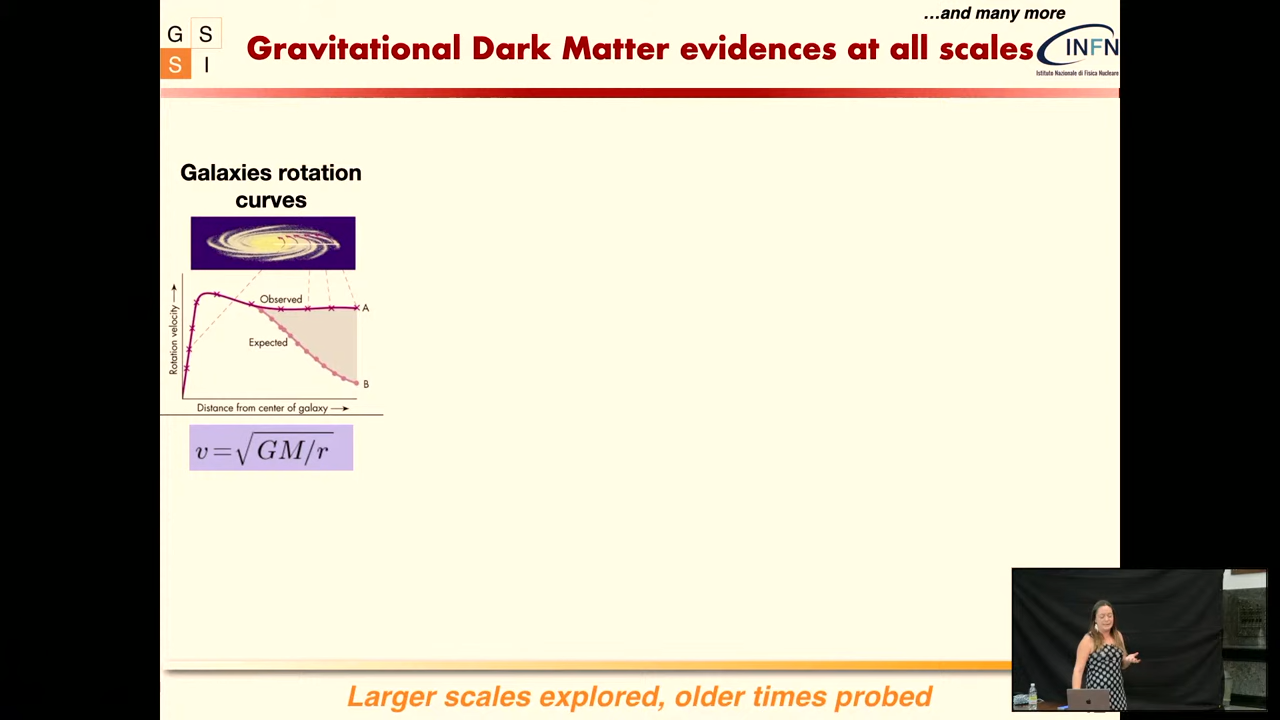 ...and many more
G S
S I
Gravitational Dark Matter evidences at all scales
INFN
Istituto Nazionale di Fisica Nucleare
Galaxies rotation
curves
Observed
A
Rotation velocity →
Expected
B
Distance from center of galaxy →
v=√GM/r
Larger scales explored, older times probed